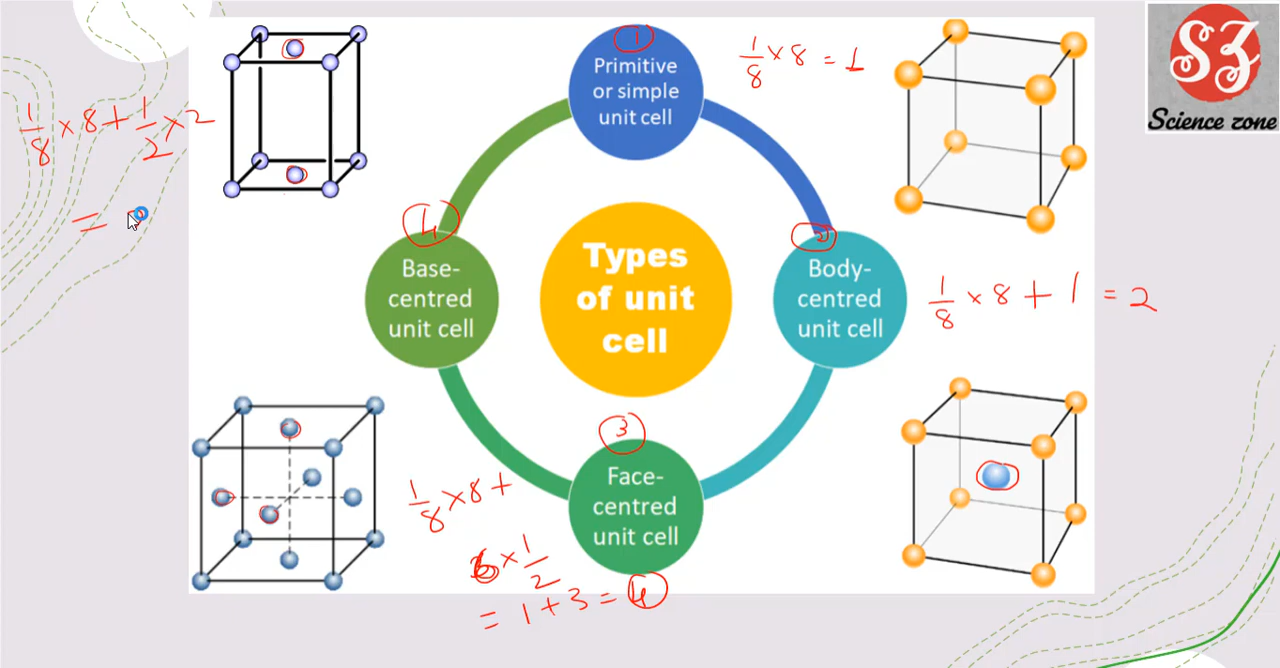 SZ
Science zone
1
Primitive
or simple
unit cell
1/8 × 8 = 1
1/8 × 8 + 1/2 × 2
=
4
Base-
centred
unit cell
Types
of unit
cell
2
Body-
centred
unit cell
1/8 × 8 + 1 = 2
3
Face-
centred
unit cell
1/8 × 8 +
6 × 1/2
= 1 + 3 = 4